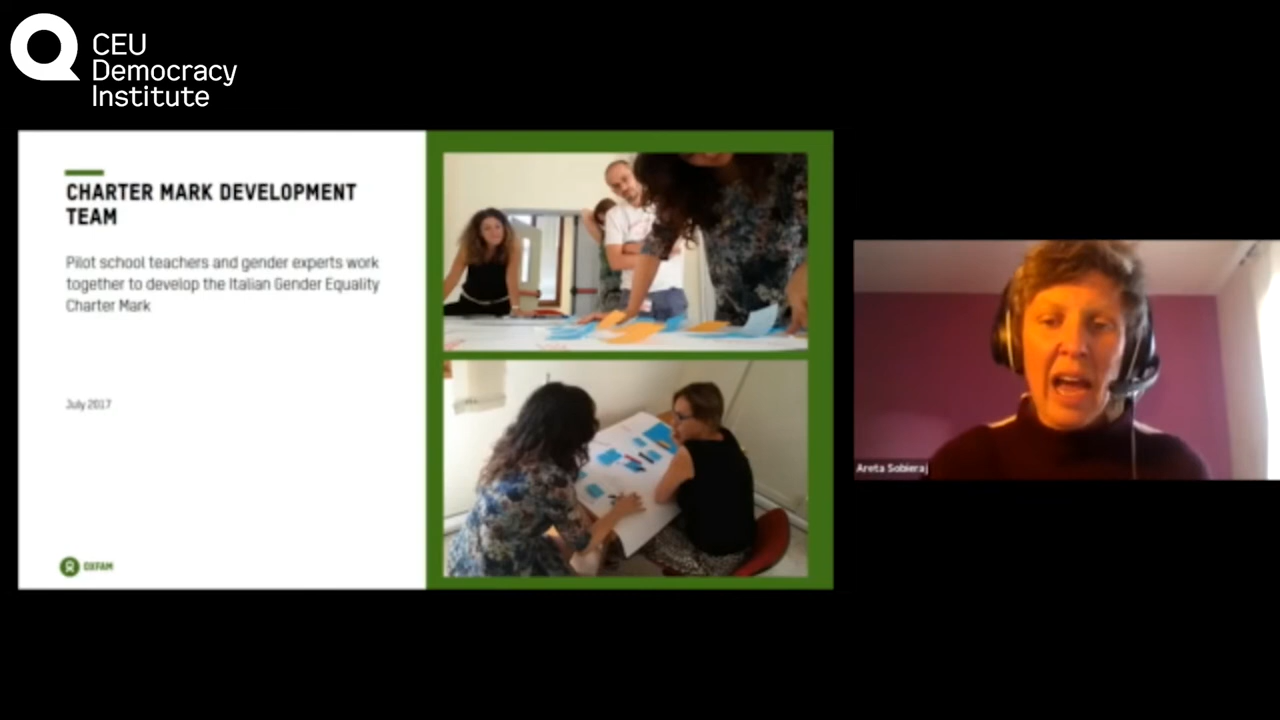 CEU
Democracy
Institute
CHARTER MARK DEVELOPMENT
TEAM
Pilot school teachers and gender experts work
together to develop the Italian Gender Equality
Charter Mark
July 2017
OXFAM
Areta Sobieraj